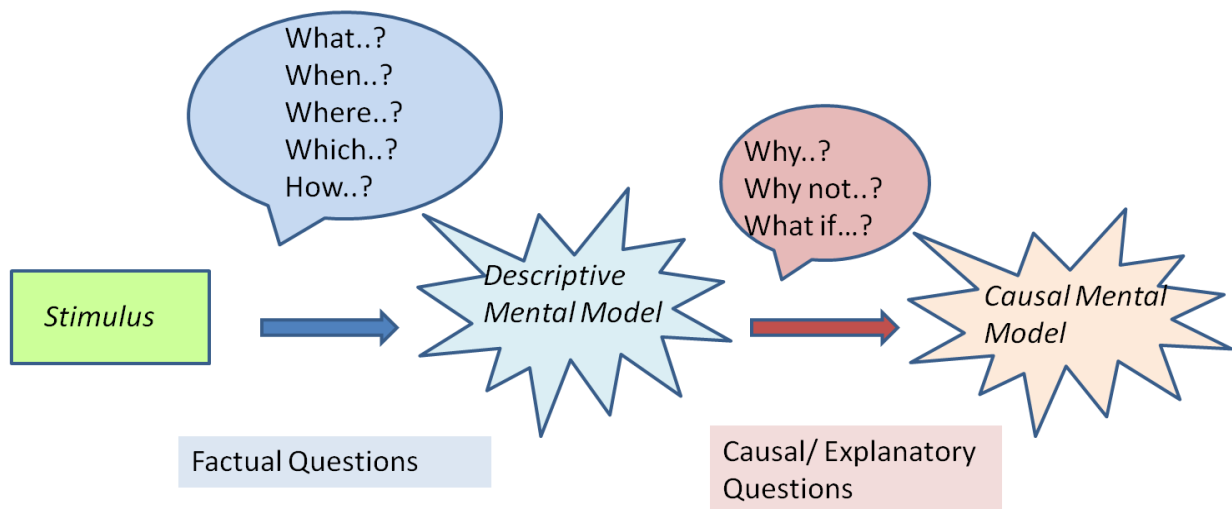 What..?
When..?
Where..?
Which..?
How..?
Why..?
Why not..?
What if...?
Stimulus
Descriptive
Mental Model
Causal Mental
Model
Factual Questions
Causal/ Explanatory
Questions